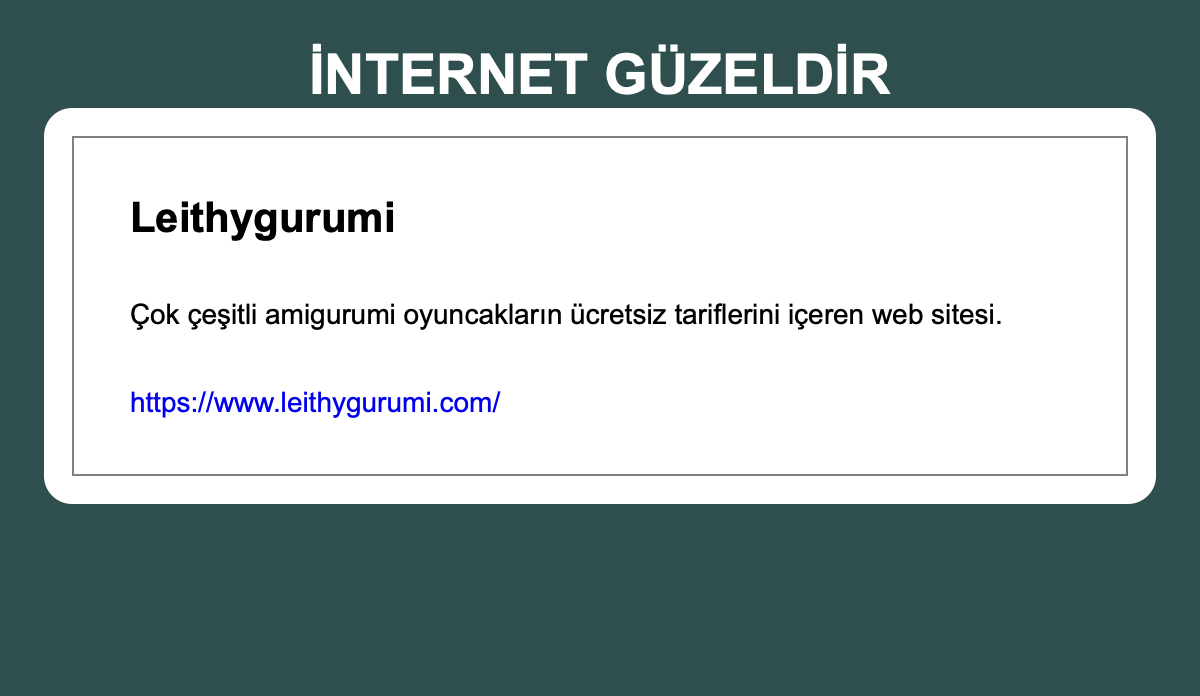 İNTERNET GÜZELDİR
Leithygurumi
Çok çeşitli amigurumi oyuncakların ücretsiz tariflerini içeren web sitesi.
https://www.leithygurumi.com/